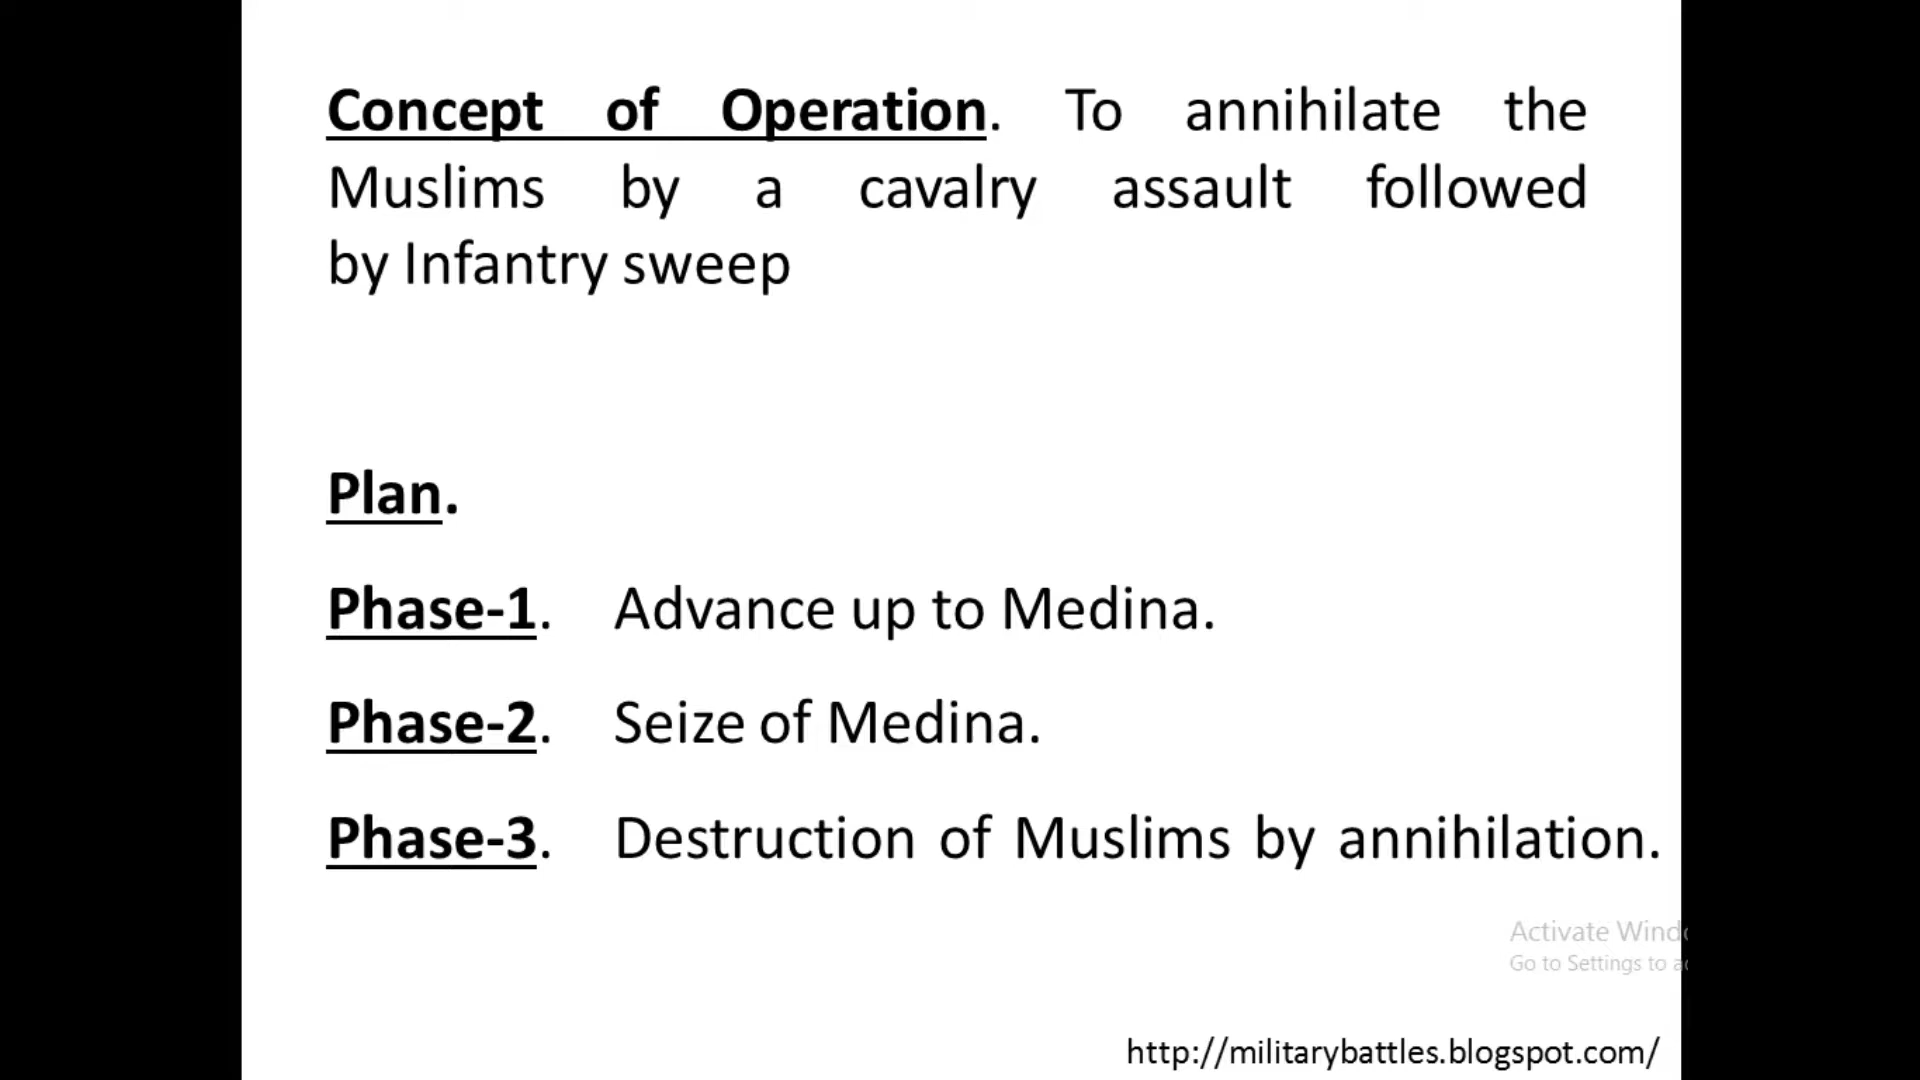 Concept of Operation. To annihilate the
Muslims by a cavalry assault followed
by Infantry sweep
Plan.
Phase-1. Advance up to Medina.
Phase-2. Seize of Medina.
Phase-3. Destruction of Muslims by annihilation.
Activate Wind
Go to Settings to a
http://militarybattles.blogspot.com/